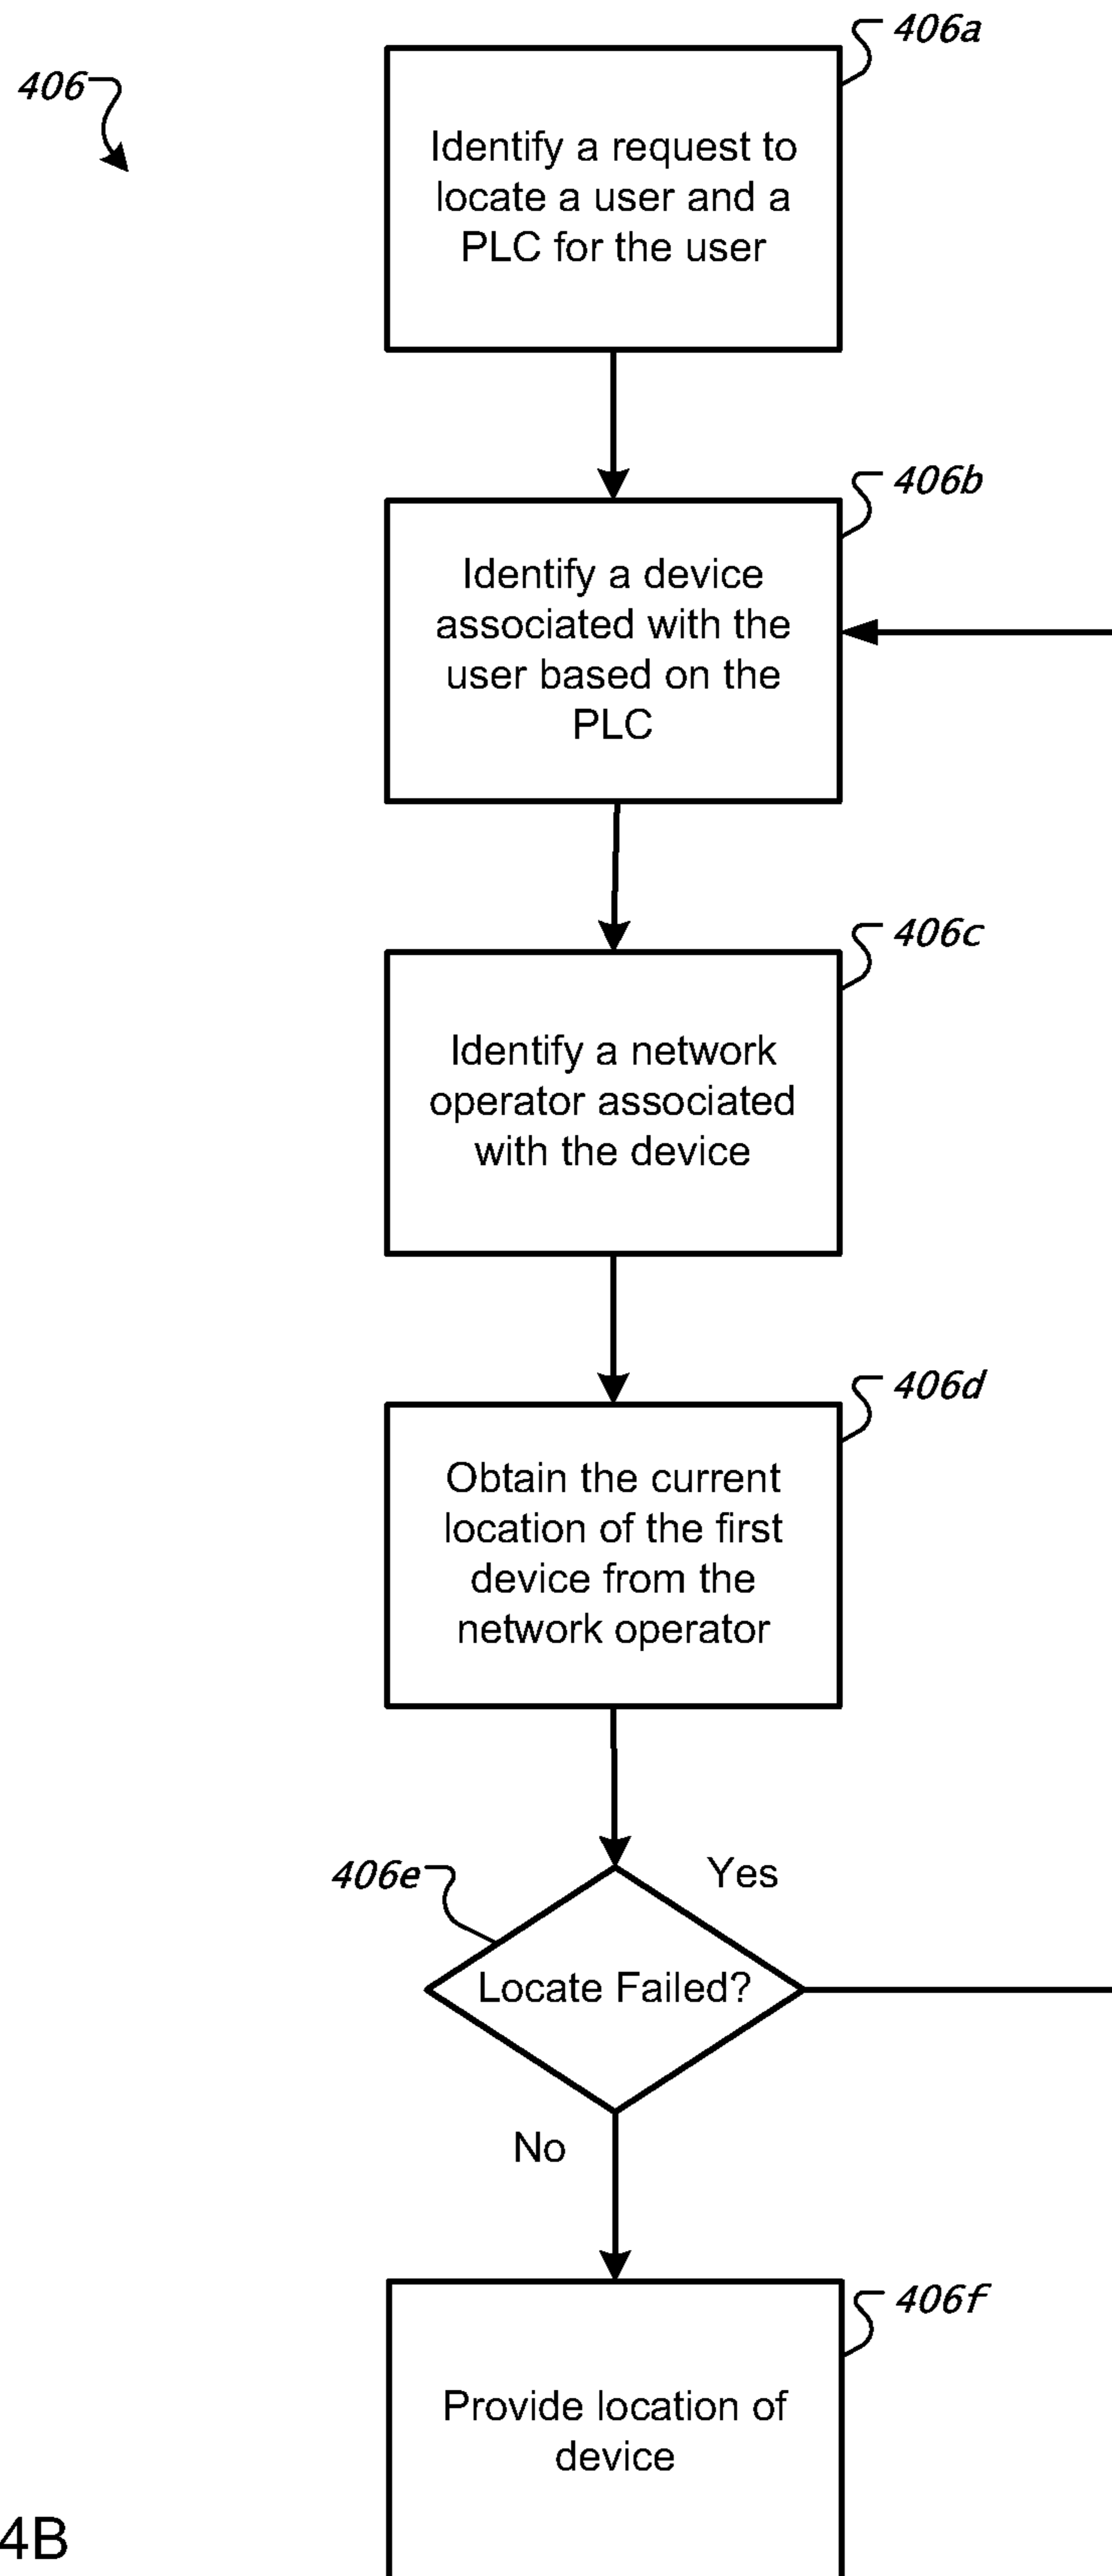 406
406a
Identify a request to
locate a user and a
PLC for the user
406b
Identify a device
associated with the
user based on the
PLC
406c
Identify a network
operator associated
with the device
406d
Obtain the current
location of the first
device from the
network operator
406e
Yes
Locate Failed?
No
406f
Provide location of
device
4B